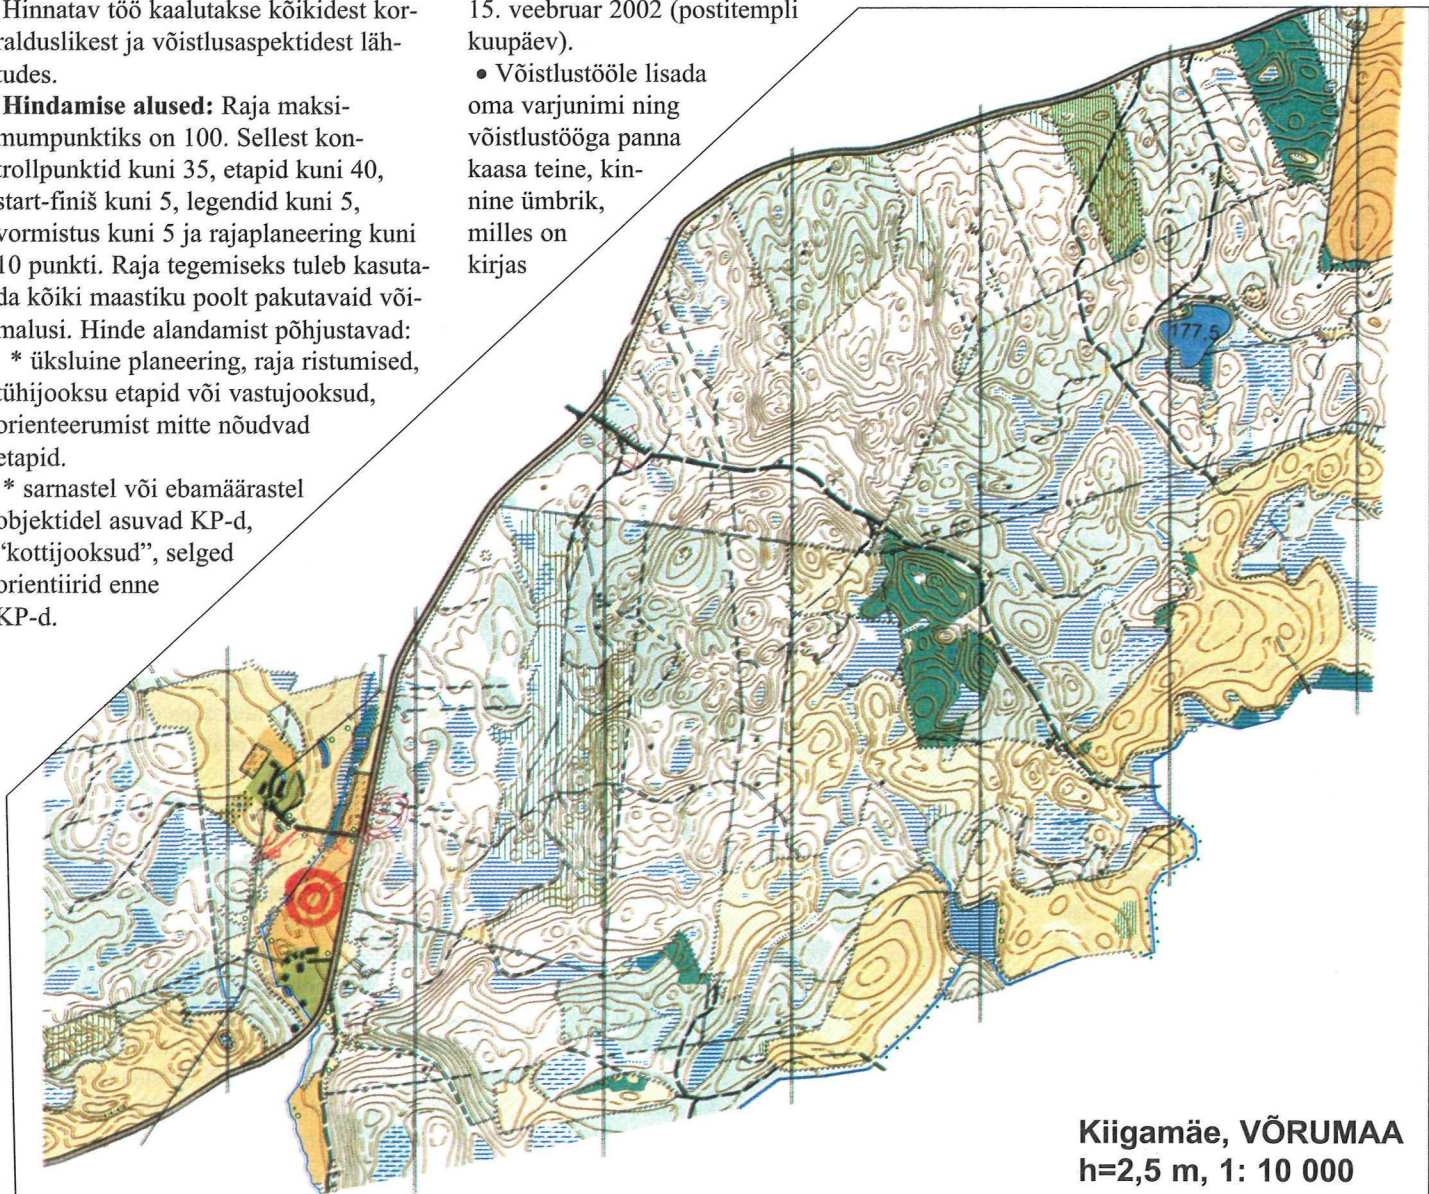 Hinnatav töö kaalutakse kõikidest kor-
ralduslikest ja võistlusaspektidest läh-
tudes.
Hindamise alused: Raja maksi-
mumpunktiks on 100. Sellest kon-
trollpunktid kuni 35, etapid kuni 40,
start-finiš kuni 5, legendid kuni 5,
vormistus kuni 5 ja rajaplaneering kuni
10 punkti. Raja tegemiseks tuleb kasuta-
da kõiki maastiku poolt pakutavaid või-
malusi. Hinde alandamist põhjustavad:
* üksluine planeering, raja ristumised,
tühijooksu etapid või vastujooksud,
orienteerumist mitte nõudvad
etapid.
* sarnastel või ebamäärastel
objektidel asuvad KP-d,
“kottijooksud”, selged
orientiirid enne
KP-d.
15. veebruar 2002 (postitempli
kuupäev).
• Võistlustööle lisada
oma varjunimi ning
võistlustööga panna
kaasa teine, kin-
nine ümbrik,
milles on
kirjas
177.5
Kiigamäe, VÕRUMAA
h=2,5 m, 1: 10 000